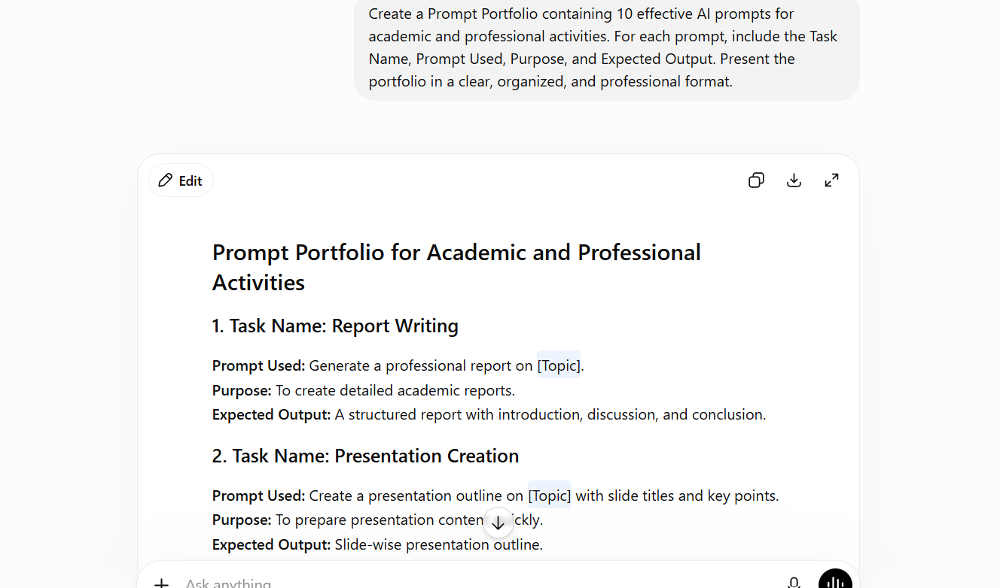 Create a Prompt Portfolio containing 10 effective AI prompts for
academic and professional activities. For each prompt, include the Task
Name, Prompt Used, Purpose, and Expected Output. Present the
portfolio in a clear, organized, and professional format.
Edit
Prompt Portfolio for Academic and Professional
Activities
1. Task Name: Report Writing
Prompt Used: Generate a professional report on [Topic].
Purpose: To create detailed academic reports.
Expected Output: A structured report with introduction, discussion, and conclusion.
2. Task Name: Presentation Creation
Prompt Used: Create a presentation outline on [Topic] with slide titles and key points.
Purpose: To prepare presentation content quickly.
Expected Output: Slide-wise presentation outline.
Ask anything